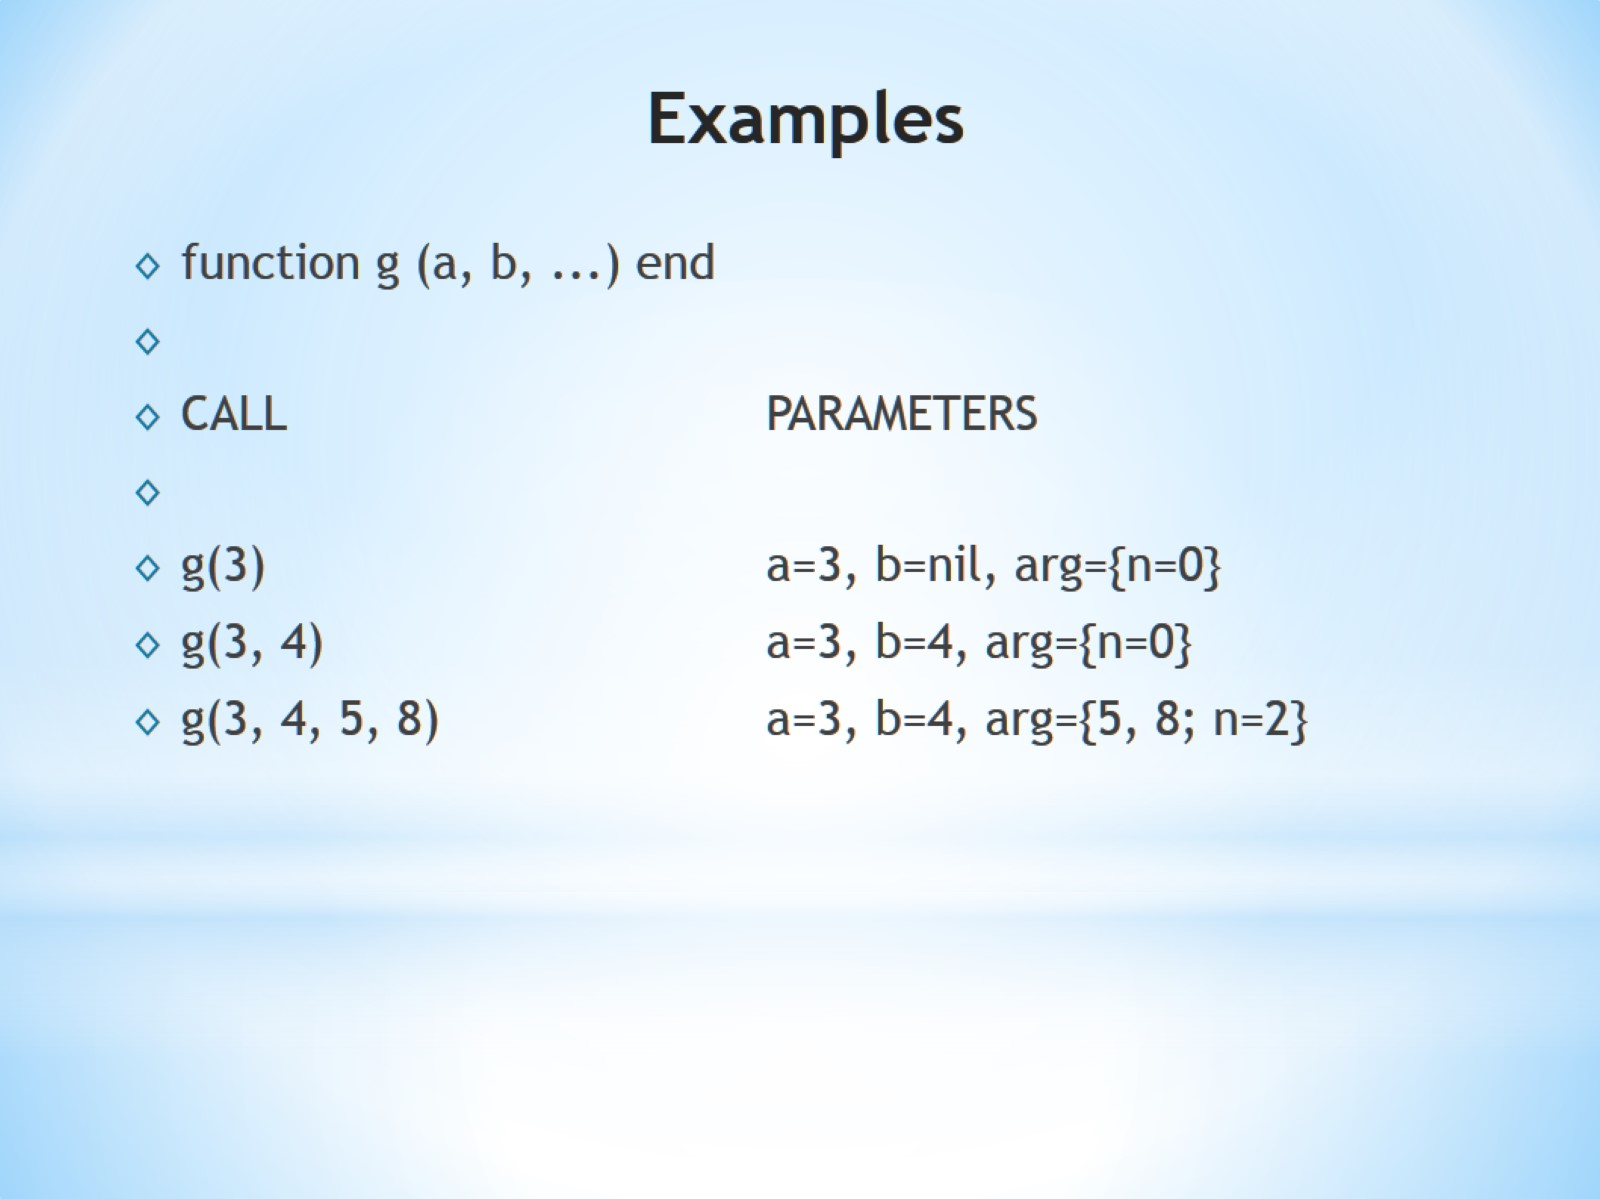 Examples
function g (a, b, ...) end
CALL PARAMETERS
g(3) a=3, b=nil, arg={n=0}
g(3, 4) a=3, b=4, arg={n=0}
g(3, 4, 5, 8) a=3, b=4, arg={5, 8; n=2}